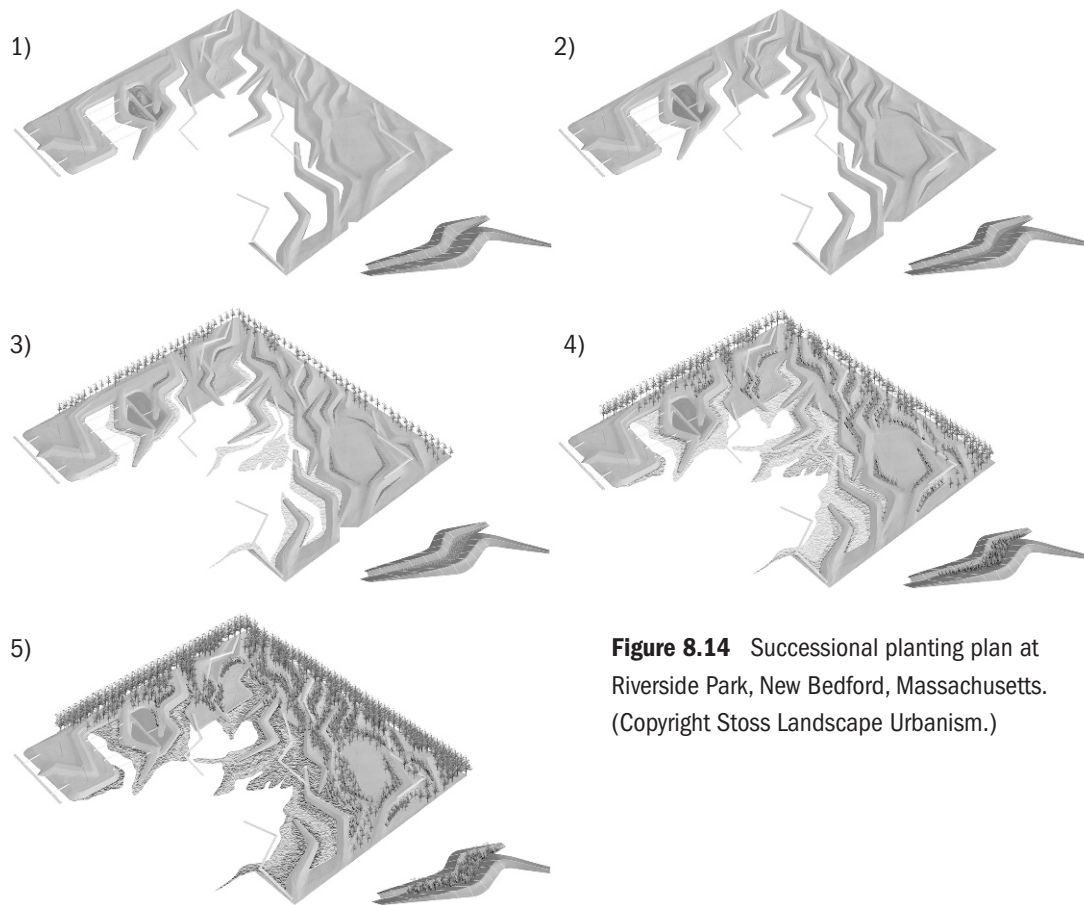 1)
2)
3)
4)
5)
Figure 8.14 Successional planting plan at
Riverside Park, New Bedford, Massachusetts.
(Copyright Stoss Landscape Urbanism.)